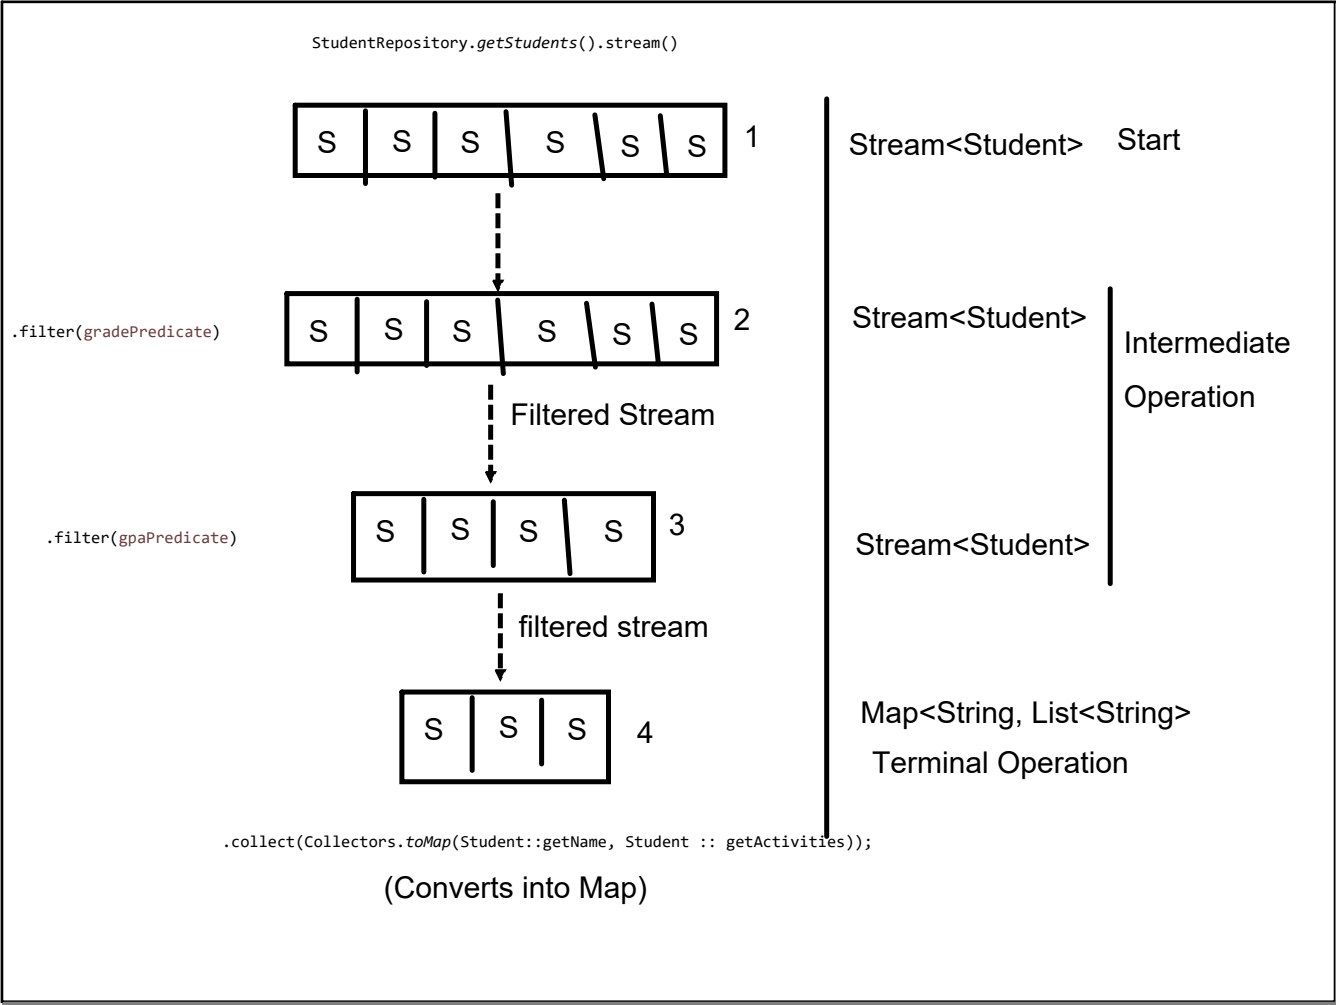 StudentRepository.getStudents().stream()
S S S S S S 1
Stream<Student> Start
.filter(gradePredicate)
S S S S S S 2
Stream<Student>
Intermediate
Operation
Filtered Stream
.filter(gpaPredicate)
S S S S 3
Stream<Student>
filtered stream
S S S 4
Map<String, List<String>
Terminal Operation
.collect(Collectors.toMap(Student::getName, Student :: getActivities));
(Converts into Map)